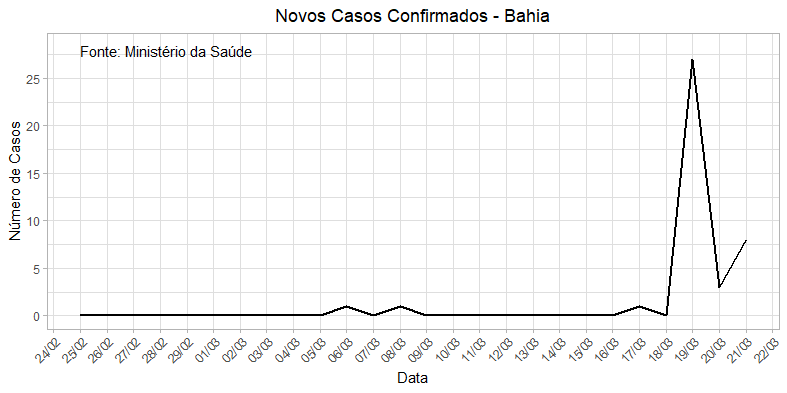 Novos Casos Confirmados - Bahia
Fonte: Ministério da Saúde
Número de Casos
25
20
15
10
5
0
24/02 25/02 26/02 27/02 28/02 29/02 01/03 02/03 03/03 04/03 05/03 06/03 07/03 08/03 09/03 10/03 11/03 12/03 13/03 14/03 15/03 16/03 17/03 18/03 19/03 20/03 21/03 22/03
Data